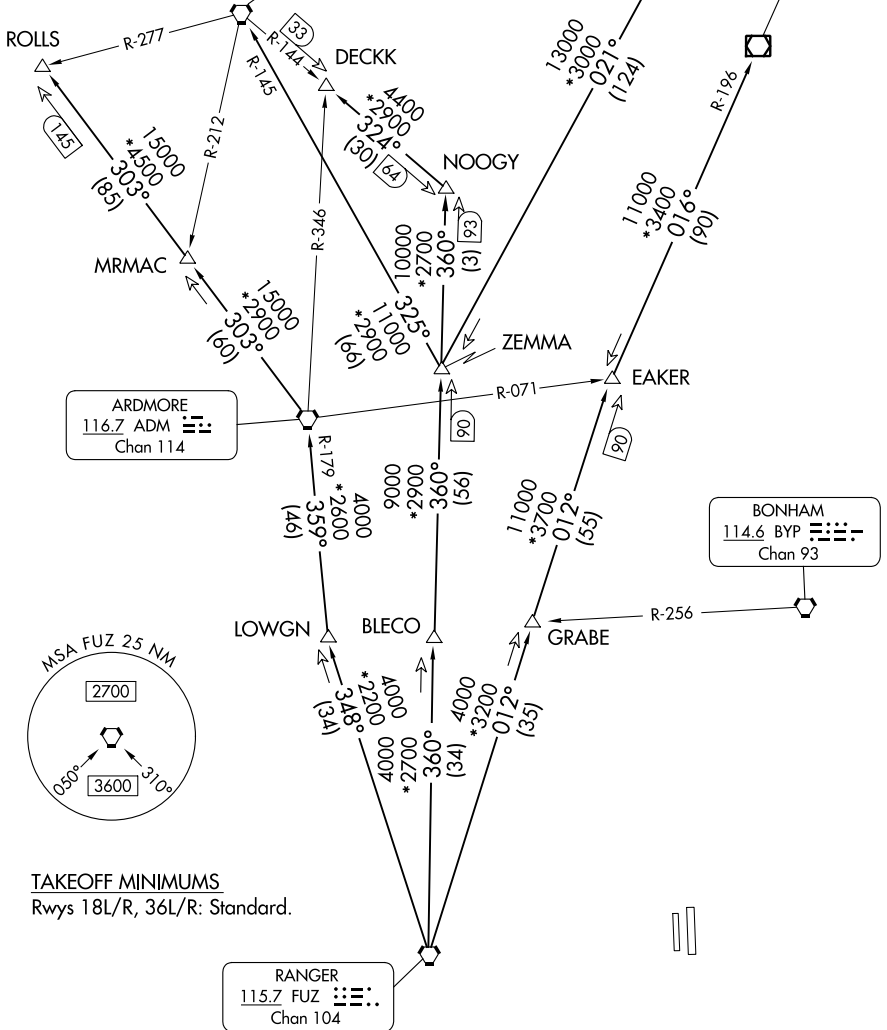 ROLLS
R-277
33
R-144
DECKK
R-145
R-212
145
15000
*4500
303°
(85)
4400
*2900
324°
(30)
64
NOOGY
13000
*3000
021°
(124)
R-196
R-346
93
10000
*2700
360°
(3)
11000
*3400
016°
(90)
MRMAC
15000
*2900
303°
(60)
325°
11000
*2900
(66)
ZEMMA
EAKER
R-071
90
90
ARDMORE
116.7 ADM
Chan 114
R-179
4000
*2600
359°
(46)
9000
*2900
360°
(56)
11000
*3700
012°
(55)
BONHAM
114.6 BYP
Chan 93
R-256
LOWGN
BLECO
GRABE
MSA FUZ 25 NM
2700
050°
3600
310°
4000
*2200
348°
(34)
4000
*2700
360°
(34)
4000
*3200
012°
(35)
TAKEOFF MINIMUMS
Rwys 18L/R, 36L/R: Standard.
RANGER
115.7 FUZ
Chan 104